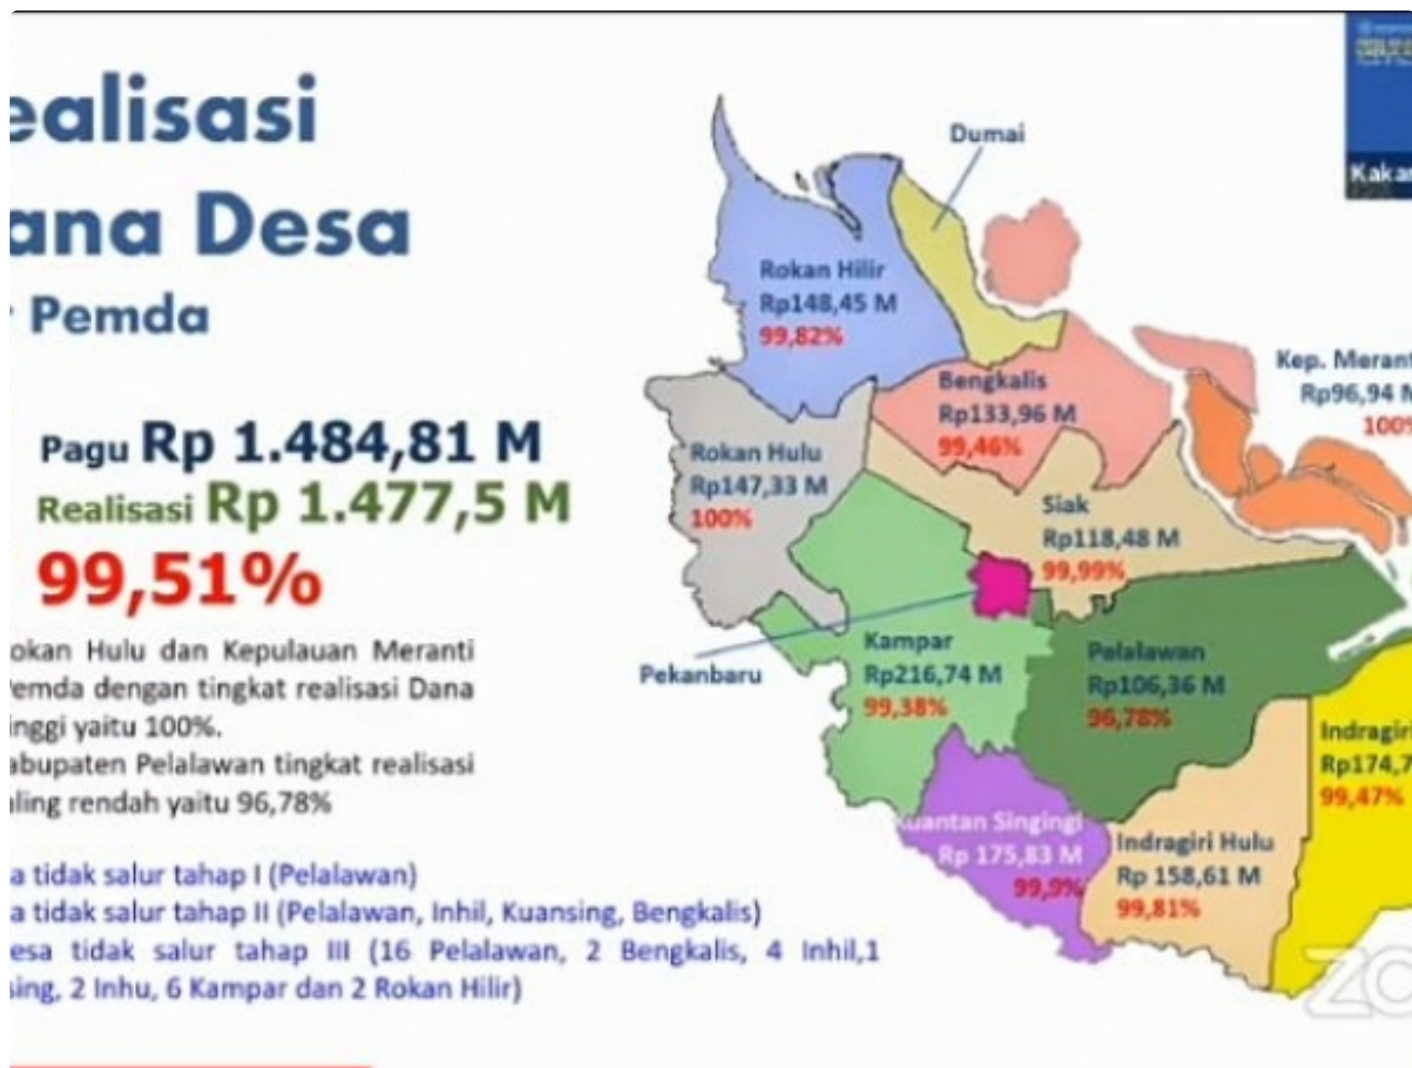 ealisasi
ana Desa
r Pemda
Pagu Rp 1.484,81 M
Realisasi Rp 1.477,5 M
99,51%
okan Hulu dan Kepulauan Meranti
emda dengan tingkat realisasi Dana
inggi yaitu 100%.
abupaten Pelalawan tingkat realisasi
ling rendah yaitu 96,78%
a tidak salur tahap I (Pelalawan)
a tidak salur tahap II (Pelalawan, Inhil, Kuansing, Bengkalis)
esa tidak salur tahap III (16 Pelalawan, 2 Bengkalis, 4 Inhil,1
sing, 2 Inhu, 6 Kampar dan 2 Rokan Hilir)
Dumai
Rokan Hilir
Rp148,45 M
99,82%
Bengkalis
Rp133,96 M
99,46%
Kep. Merant
Rp96,94 M
100%
Rokan Hulu
Rp147,33 M
100%
Siak
Rp118,48 M
99,99%
Pekanbaru
Kampar
Rp216,74 M
99,38%
Pelalawan
Rp106,36 M
96,78%
Indragiri
Rp174,7
99,47%
Kuantan Singingi
Rp 175,83 M
99,9%
Indragiri Hulu
Rp 158,61 M
99,81%
Kakan
ZO